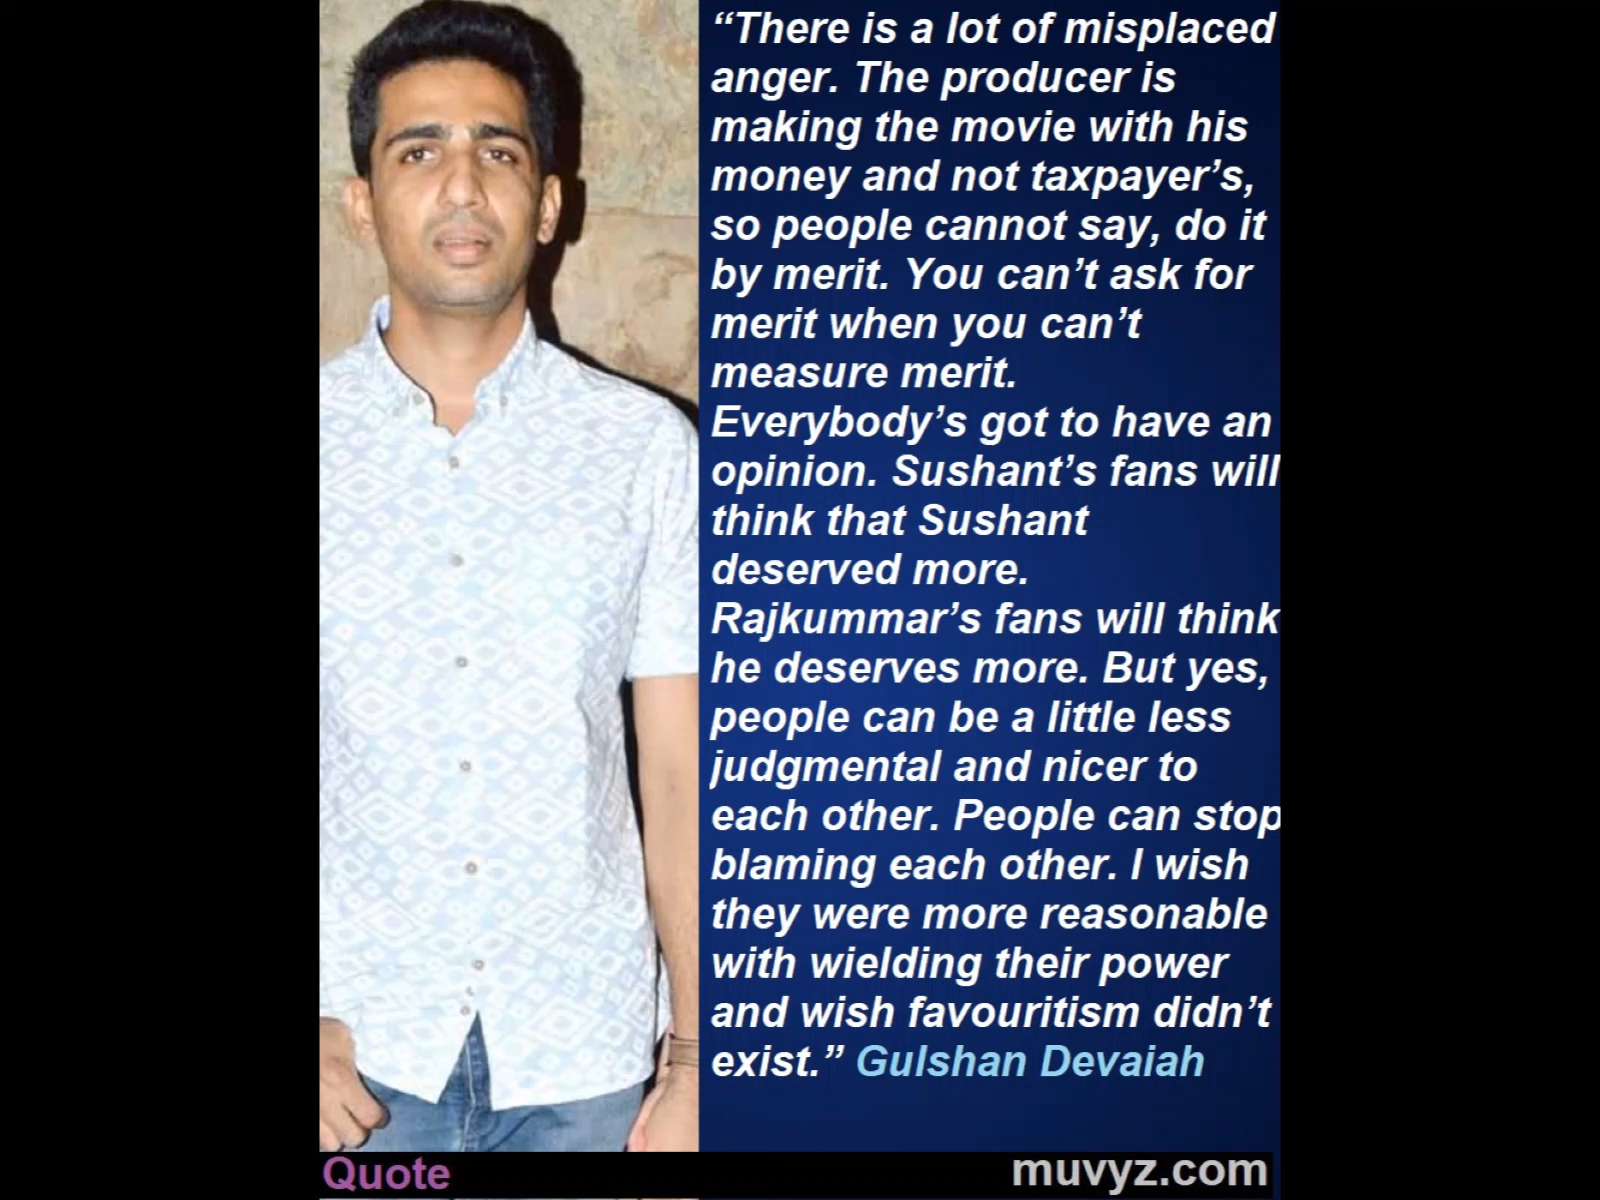 “There is a lot of misplaced
anger. The producer is
making the movie with his
money and not taxpayer’s,
so people cannot say, do it
by merit. You can’t ask for
merit when you can’t
measure merit.
Everybody’s got to have an
opinion. Sushant’s fans will
think that Sushant
deserved more.
Rajkummar’s fans will think
he deserves more. But yes,
people can be a little less
judgmental and nicer to
each other. People can stop
blaming each other. I wish
they were more reasonable
with wielding their power
and wish favouritism didn’t
exist.” Gulshan Devaiah
Quote
muvyz.com